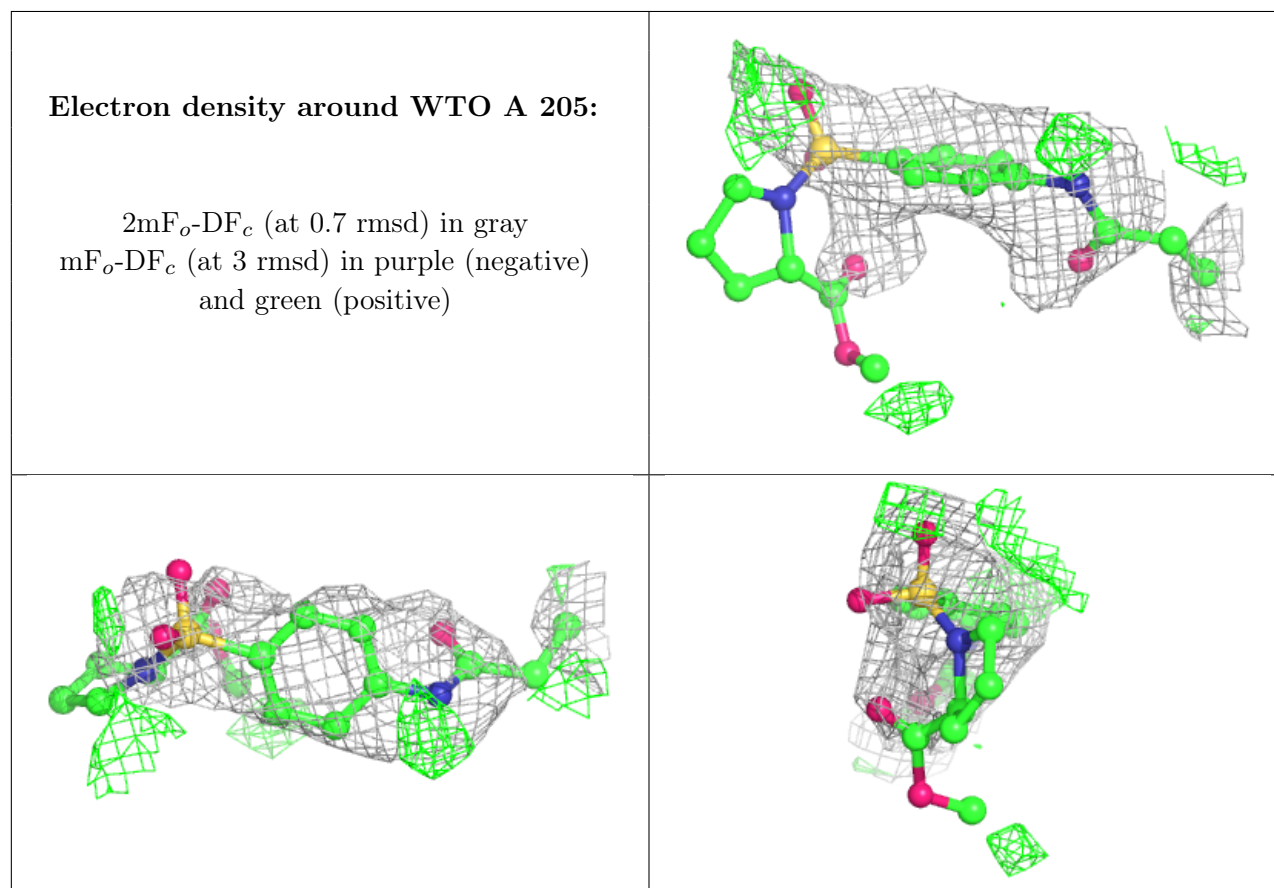 Electron density around WTO A 205:
2mFo-DFc (at 0.7 rmsd) in gray
mFo-DFc (at 3 rmsd) in purple (negative)
and green (positive)